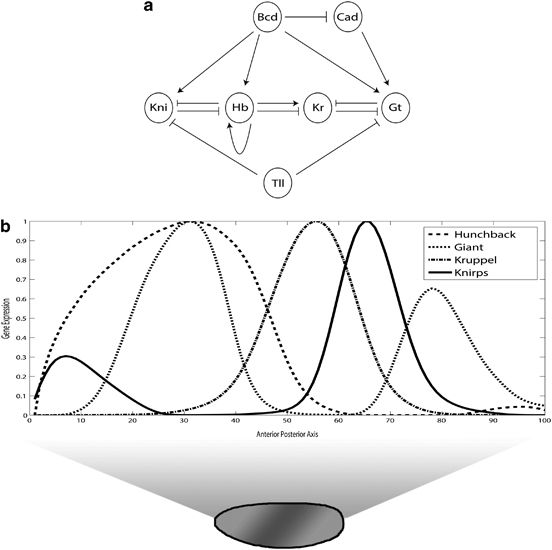 a
Bcd
Cad
Kni
Hb
Kr
Gt
Tll
b
1
0.9
0.8
0.7
0.6
0.5
0.4
0.3
0.2
0.1
0
Gene Expression
Hunchback
Giant
Kruppel
Knirps
0 10 20 30 40 50 60 70 80 90 100
Anterior Posterior Axis